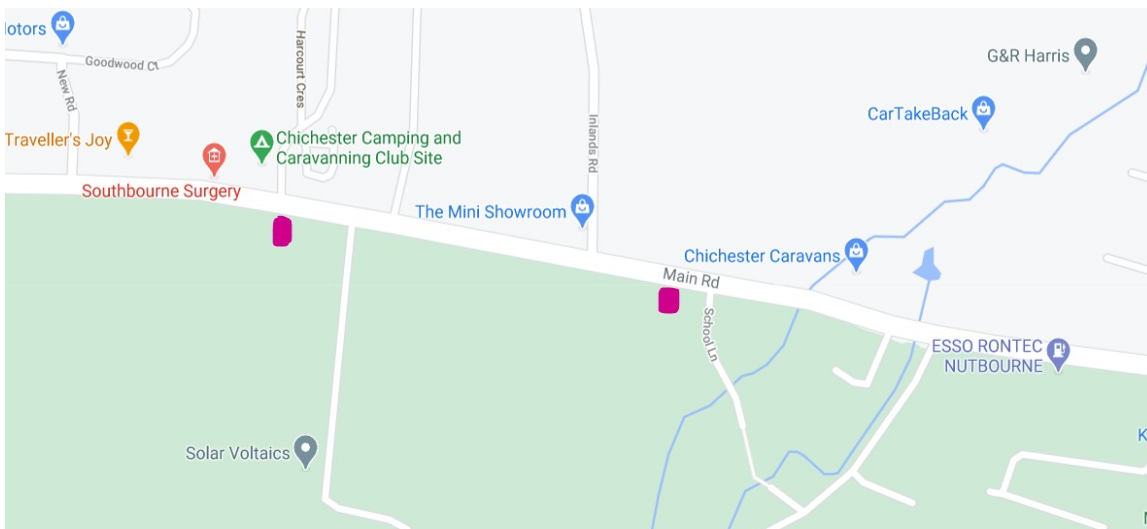 lotors
Goodwood Ct
New Rd
Harcourt Cres
G&R Harris
CarTakeBack
Traveller's Joy
Chichester Camping and
Caravanning Club Site
Inlands Rd
Southbourne Surgery
The Mini Showroom
Chichester Caravans
Main Rd
School Ln
ESSO RONTEC
NUTBOURNE
Solar Voltaics
K